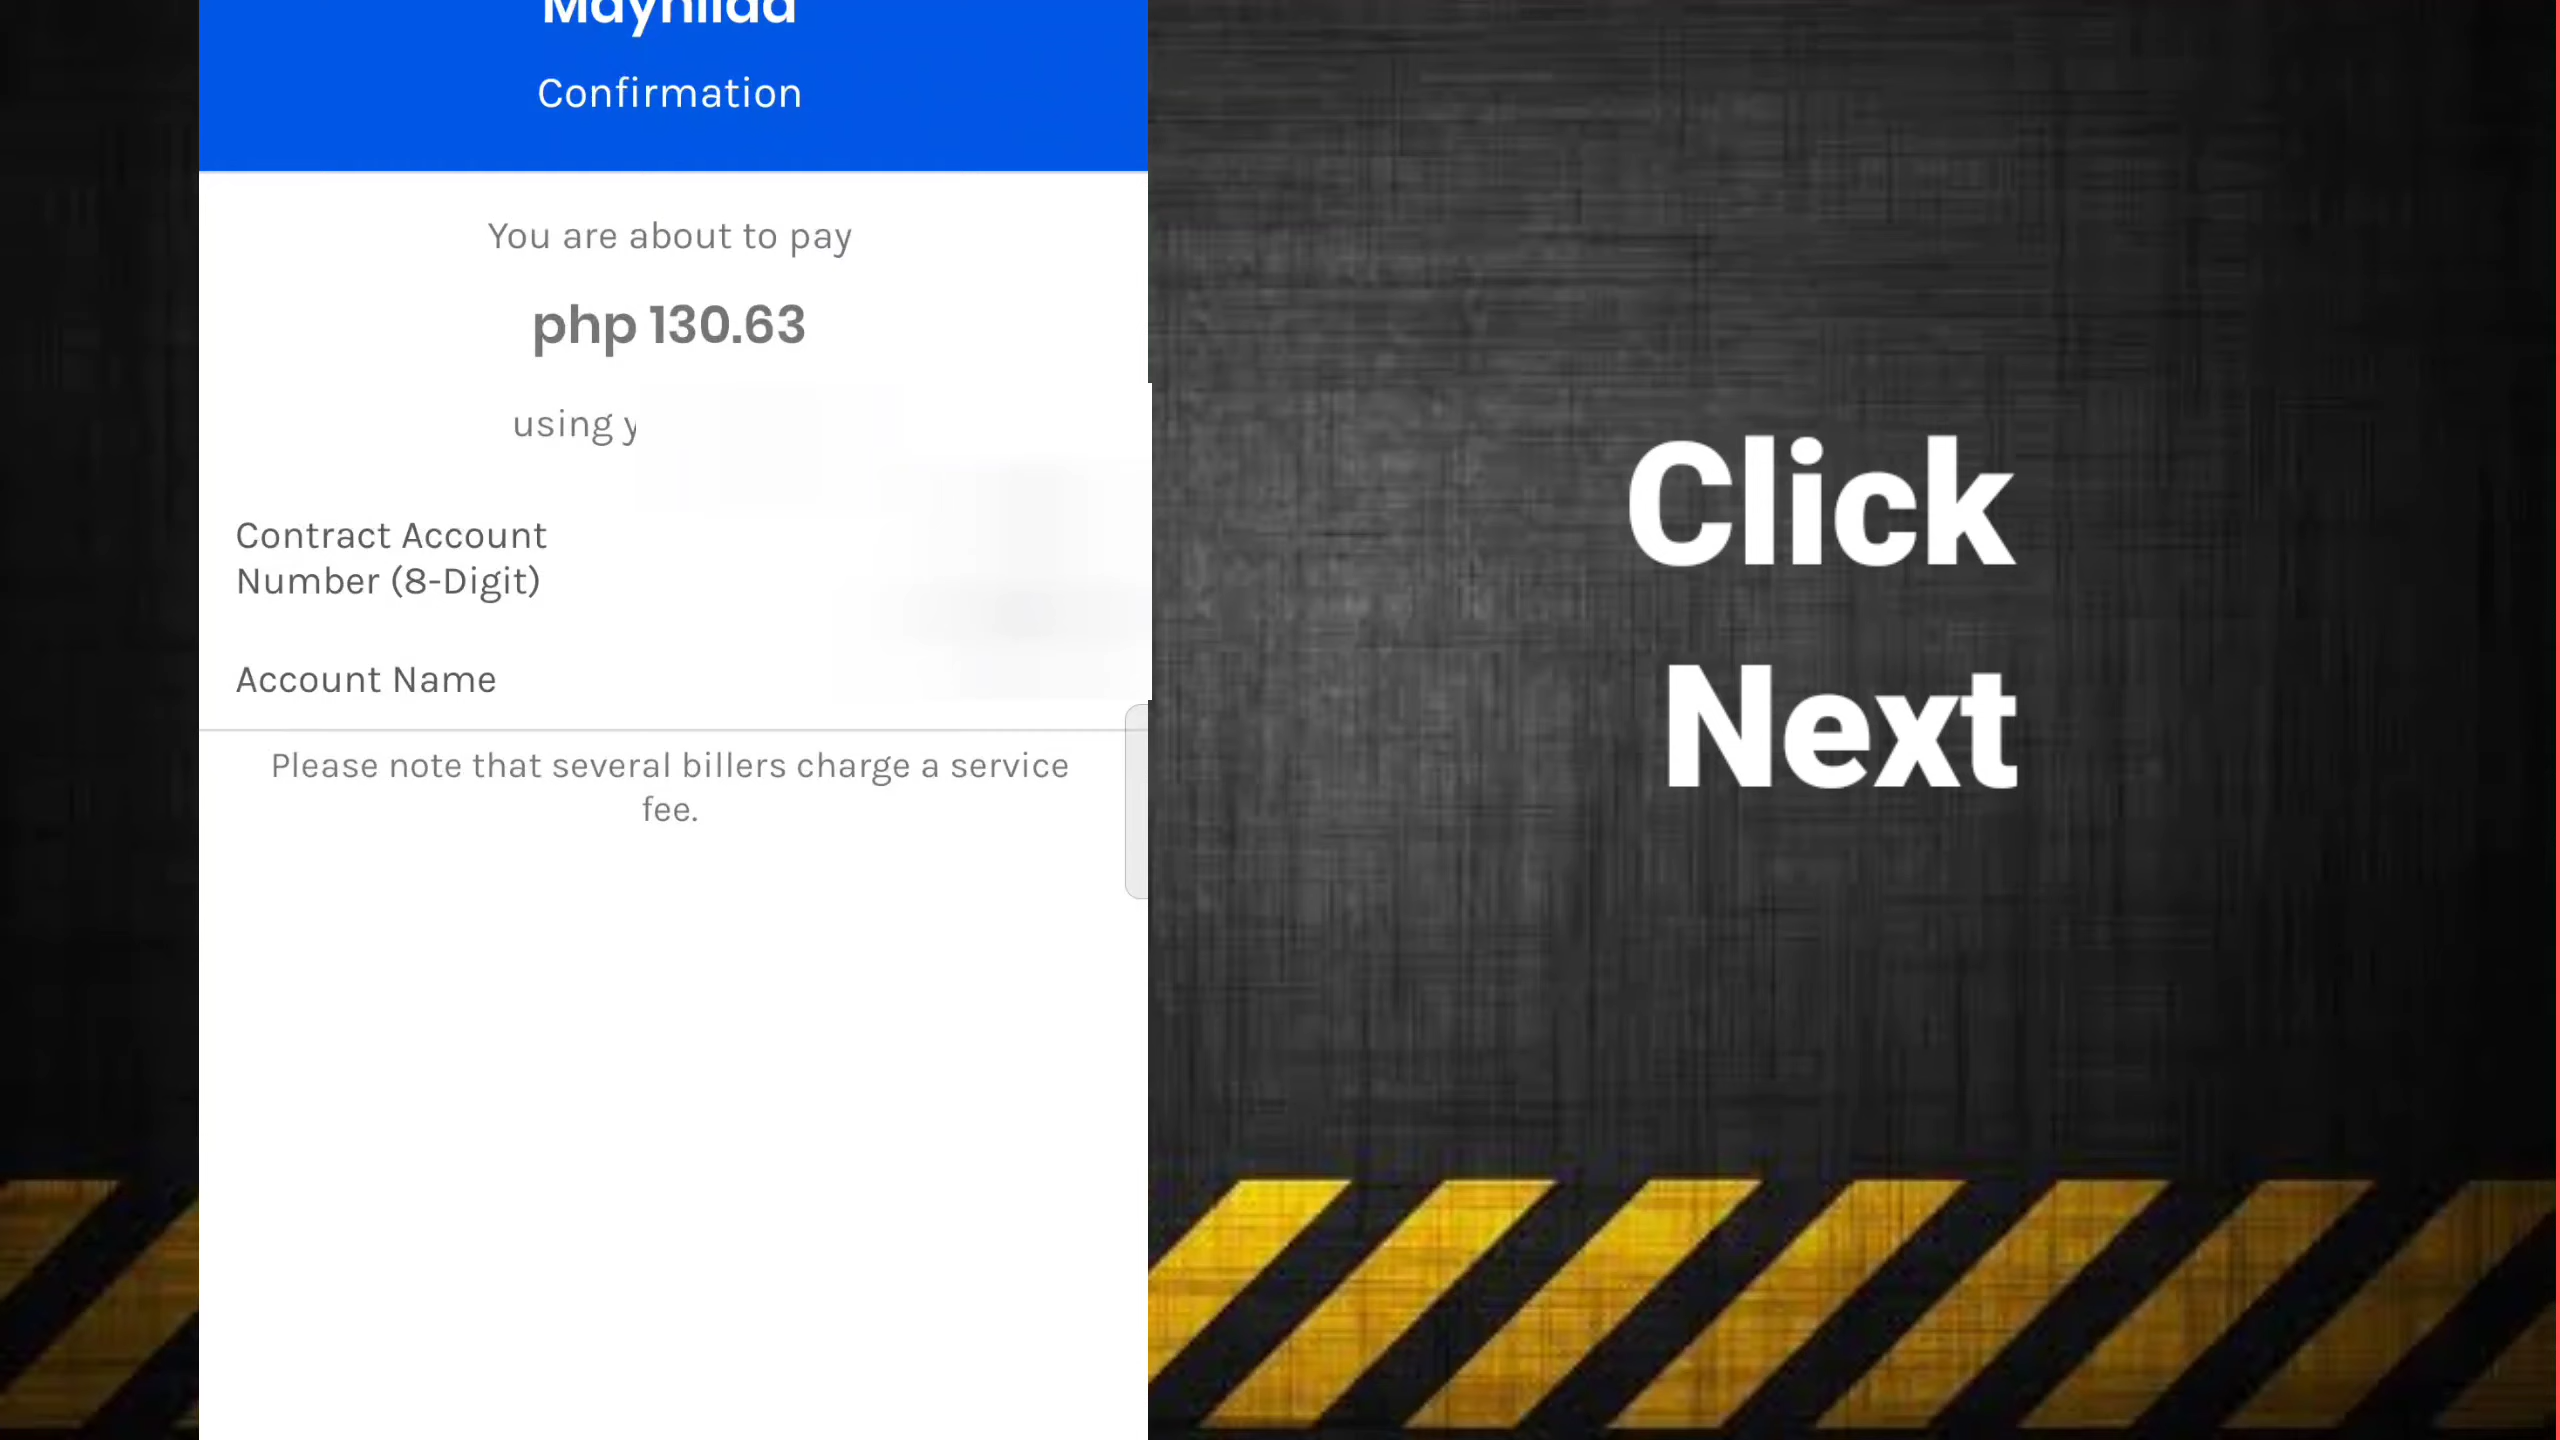 Maynilad
Confirmation
You are about to pay
php 130.63
using
Contract Account
Number (8-Digit)
Account Name
Please note that several billers charge a service
fee.
Click
Next